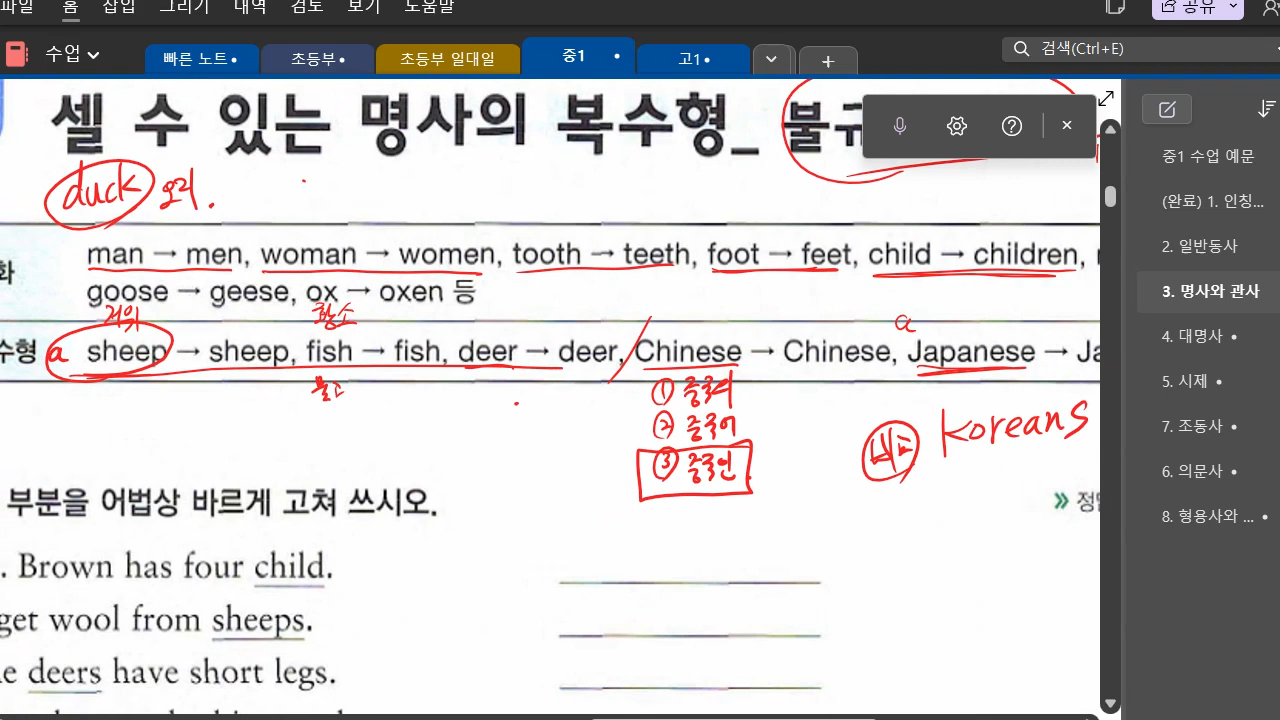 파일 홈 삽입 그리기 내역 검토 보기 도움말 공유
수업 빠른 노트 초등부 초등부 일대일 중1 고1 + 검색(Ctrl+E)
셀 수 있는 명사의 복수형_ 불규
duck 오리.
화 man → men, woman → women, tooth → teeth, foot → feet, child → children,
goose → geese, ox → oxen 등
거위 황소
a
수형 a sheep → sheep, fish → fish, deer → deer, Chinese → Chinese, Japanese → Ja
① 중국의
② 중국어
③ 중국인
비교 Koreans
부분을 어법상 바르게 고쳐 쓰시오.
» 정답
. Brown has four child.
get wool from sheeps.
e deers have short legs.
중1 수업 예문
(완료) 1. 인칭...
2. 일반동사
3. 명사와 관사
4. 대명사
5. 시제
7. 조동사
6. 의문사
8. 형용사와 ...